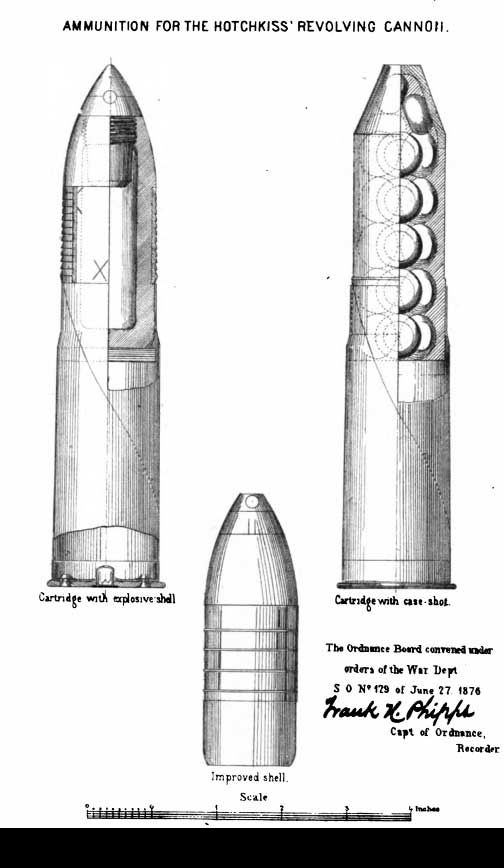 AMMUNITION FOR THE HOTCHKISS' REVOLVING CANNON.
X
Cartridge with explosive shell
Cartridge with case-shot.
The Ordnance Board convened under
orders of the War Dept
S O Nº 129 of June 27. 1876
Frank H. Phipps
Capt of Ordnance,
Recorder
Improved shell.
Scale
0 1 2 3 4 Inches